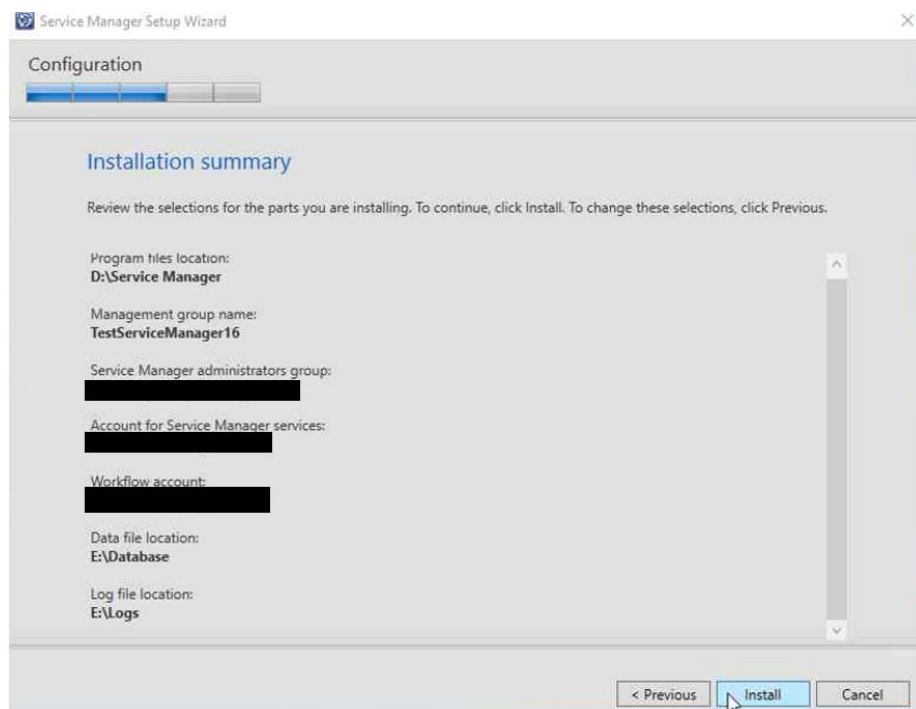 Service Manager Setup Wizard
Configuration
Installation summary
Review the selections for the parts you are installing. To continue, click Install. To change these selections, click Previous.
Program files location:
D:\Service Manager
Management group name:
TestServiceManager16
Service Manager administrators group:
Account for Service Manager services:
Workflow account:
Data file location:
E:\Database
Log file location:
E:\Logs
< Previous
Install
Cancel